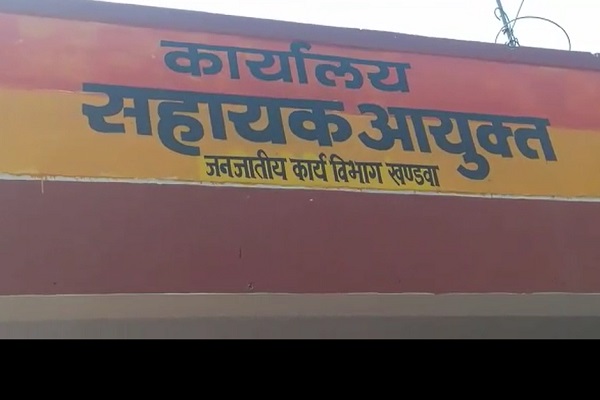 कार्यालय
सहायक आयुक्त
जनजातीय कार्य विभाग खण्डवा